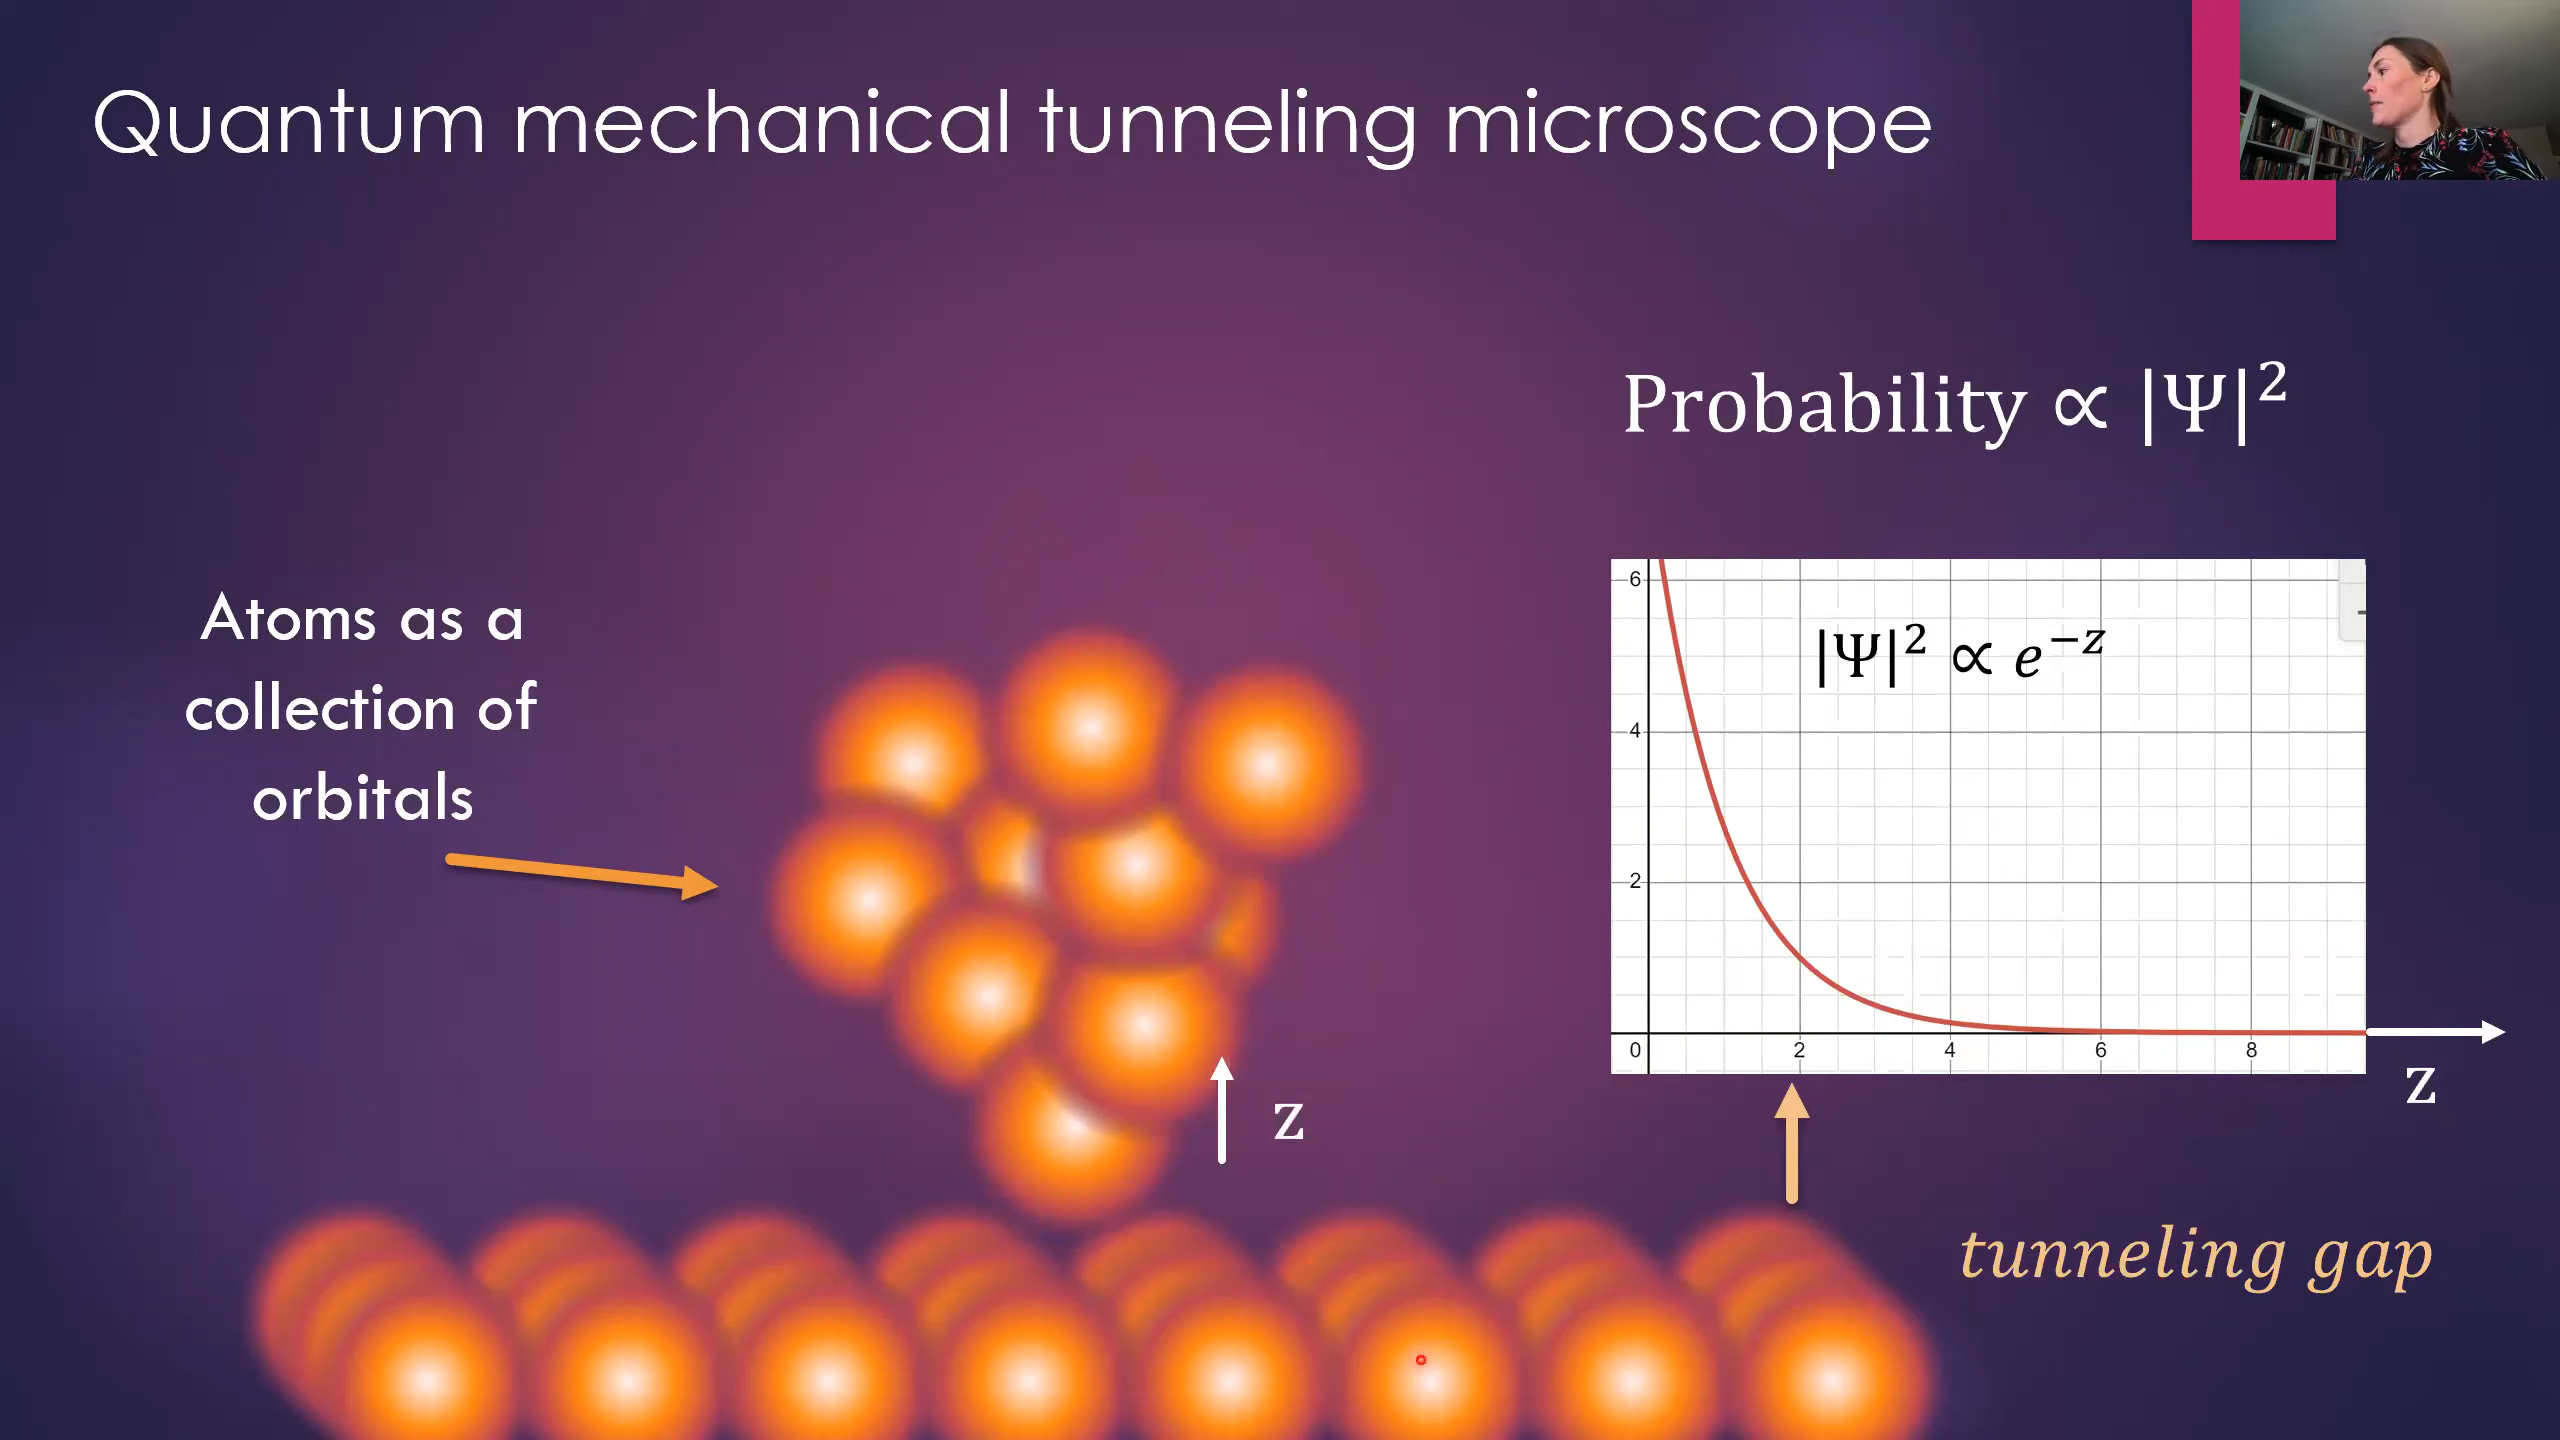 Quantum mechanical tunneling microscope
Probability ∝ |Ψ|²
Atoms as a
collection of
orbitals
|Ψ|² ∝ e⁻ᶻ
6
4
2
0 2 4 6 8
z
z
tunneling gap